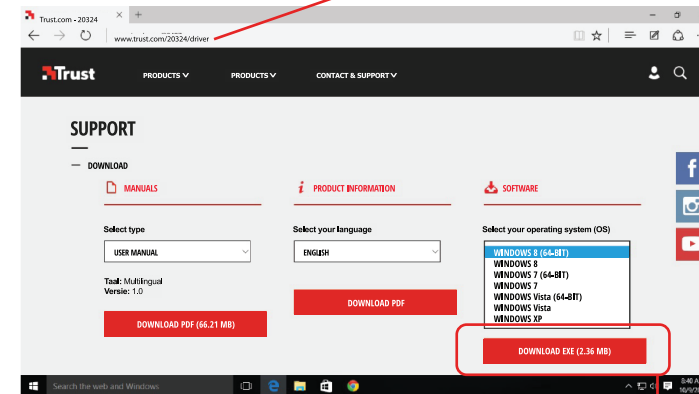 Trust.com - 20324
www.trust.com/20324/driver
Trust
PRODUCTS
PRODUCTS
CONTACT & SUPPORT
SUPPORT
DOWNLOAD
MANUALS
PRODUCT INFORMATION
SOFTWARE
Select type
Select your language
Select your operating system (OS)
USER MANUAL
ENGLISH
WINDOWS 8 (64-BIT)
WINDOWS 8
WINDOWS 7 (64-BIT)
WINDOWS 7
WINDOWS Vista (64-BIT)
WINDOWS Vista
WINDOWS XP
Taal: Multilingual
Versie: 1.0
DOWNLOAD PDF
DOWNLOAD PDF (66.21 MB)
DOWNLOAD EXE (2.36 MB)
Search the web and Windows
8:40 A